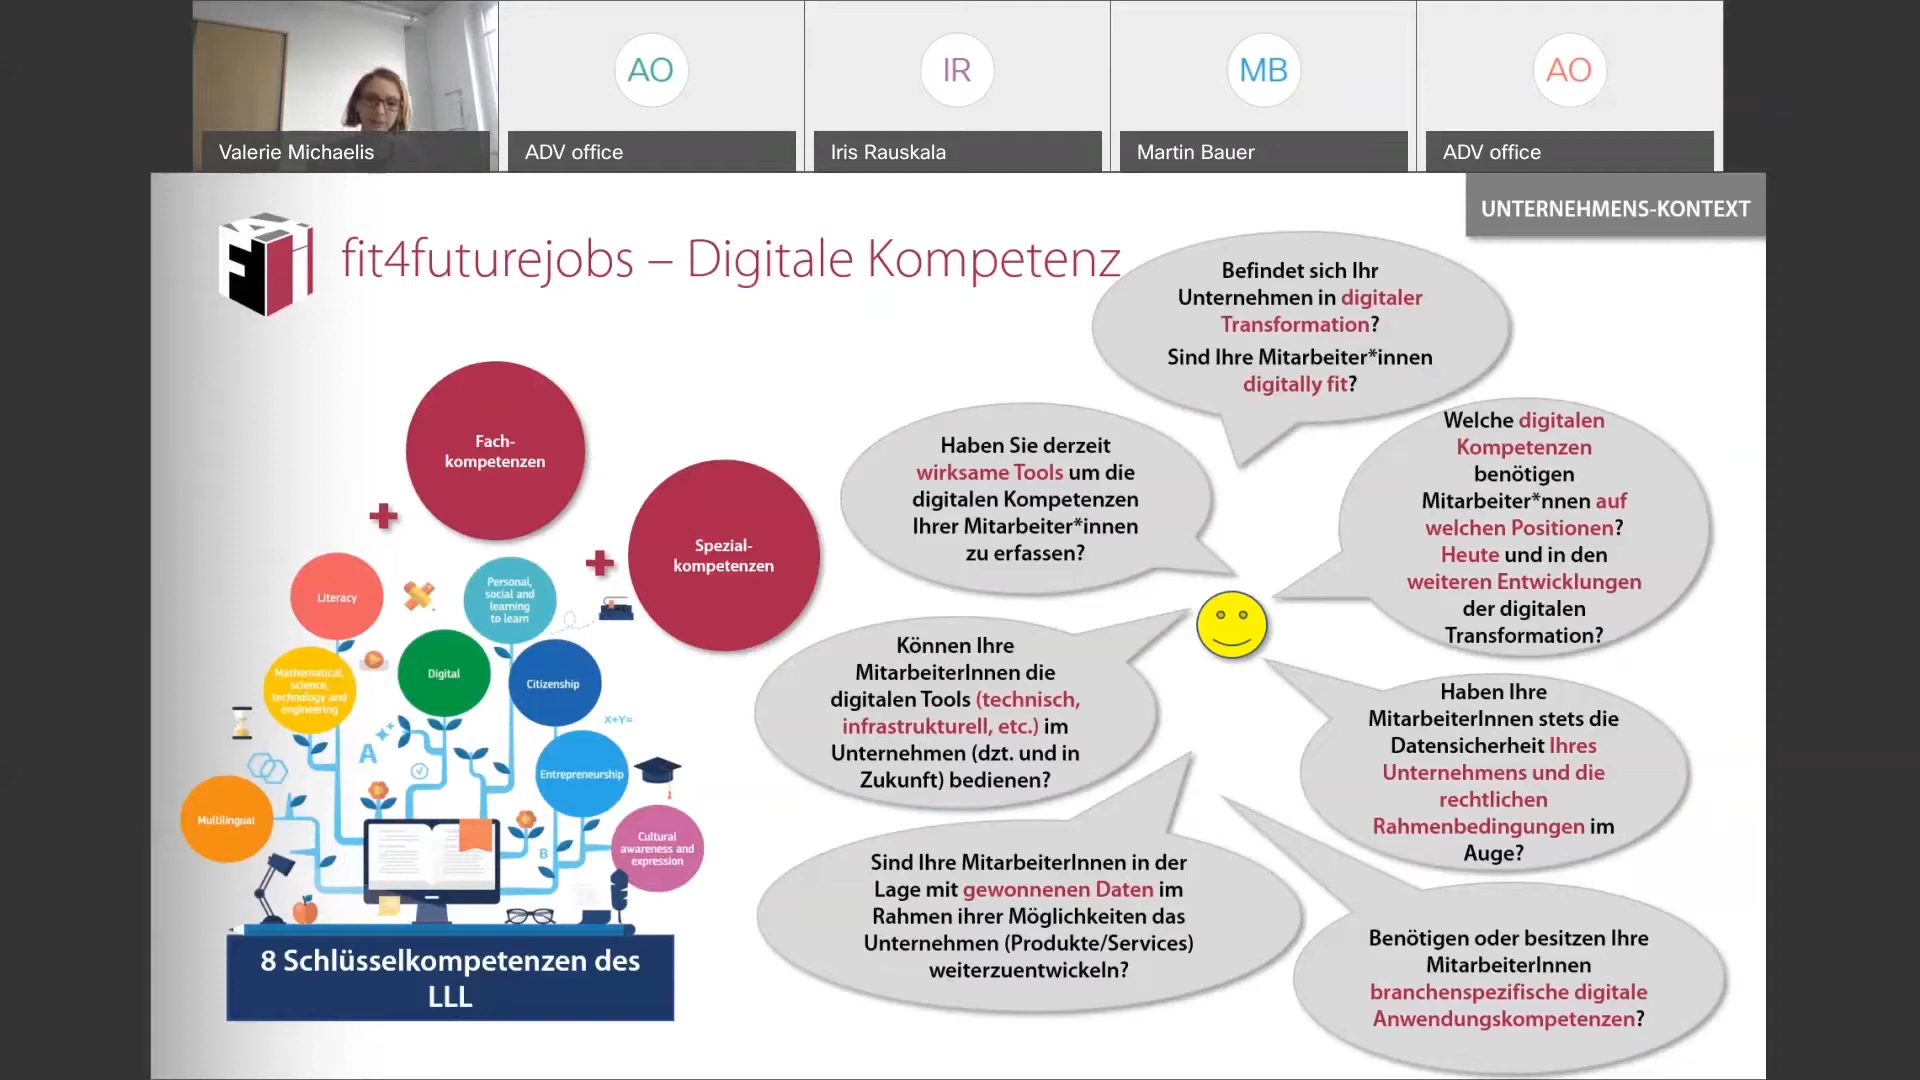 AO
IR
MB
AO
Valerie Michaelis
ADV office
Iris Rauskala
Martin Bauer
ADV office
UNTERNEHMENS-KONTEXT
fit4futurejobs – Digitale Kompetenz
Befindet sich Ihr
Unternehmen in digitaler
Transformation?
Sind Ihre Mitarbeiter*innen
digitally fit?
Haben Sie derzeit
wirksame Tools um die
digitalen Kompetenzen
Ihrer Mitarbeiter*innen
zu erfassen?
Welche digitalen
Kompetenzen
benötigen
Mitarbeiter*nnen auf
welchen Positionen?
Heute und in den
weiteren Entwicklungen
der digitalen
Transformation?
Können Ihre
MitarbeiterInnen die
digitalen Tools (technisch,
infrastrukturell, etc.) im
Unternehmen (dzt. und in
Zukunft) bedienen?
Haben Ihre
MitarbeiterInnen stets die
Datensicherheit Ihres
Unternehmens und die
rechtlichen
Rahmenbedingungen im
Auge?
Sind Ihre MitarbeiterInnen in der
Lage mit gewonnenen Daten im
Rahmen ihrer Möglichkeiten das
Unternehmen (Produkte/Services)
weiterzuentwickeln?
Benötigen oder besitzen Ihre
MitarbeiterInnen
branchenspezifische digitale
Anwendungskompetenzen?
Fach-
kompetenzen
Spezial-
kompetenzen
Literacy
Personal,
social and
learning
to learn
Mathematical,
science,
technology and
engineering
Digital
Citizenship
X+Y=
A
Entrepreneurship
Multilingual
Cultural
awareness and
expression
B
8 Schlüsselkompetenzen des
LLL